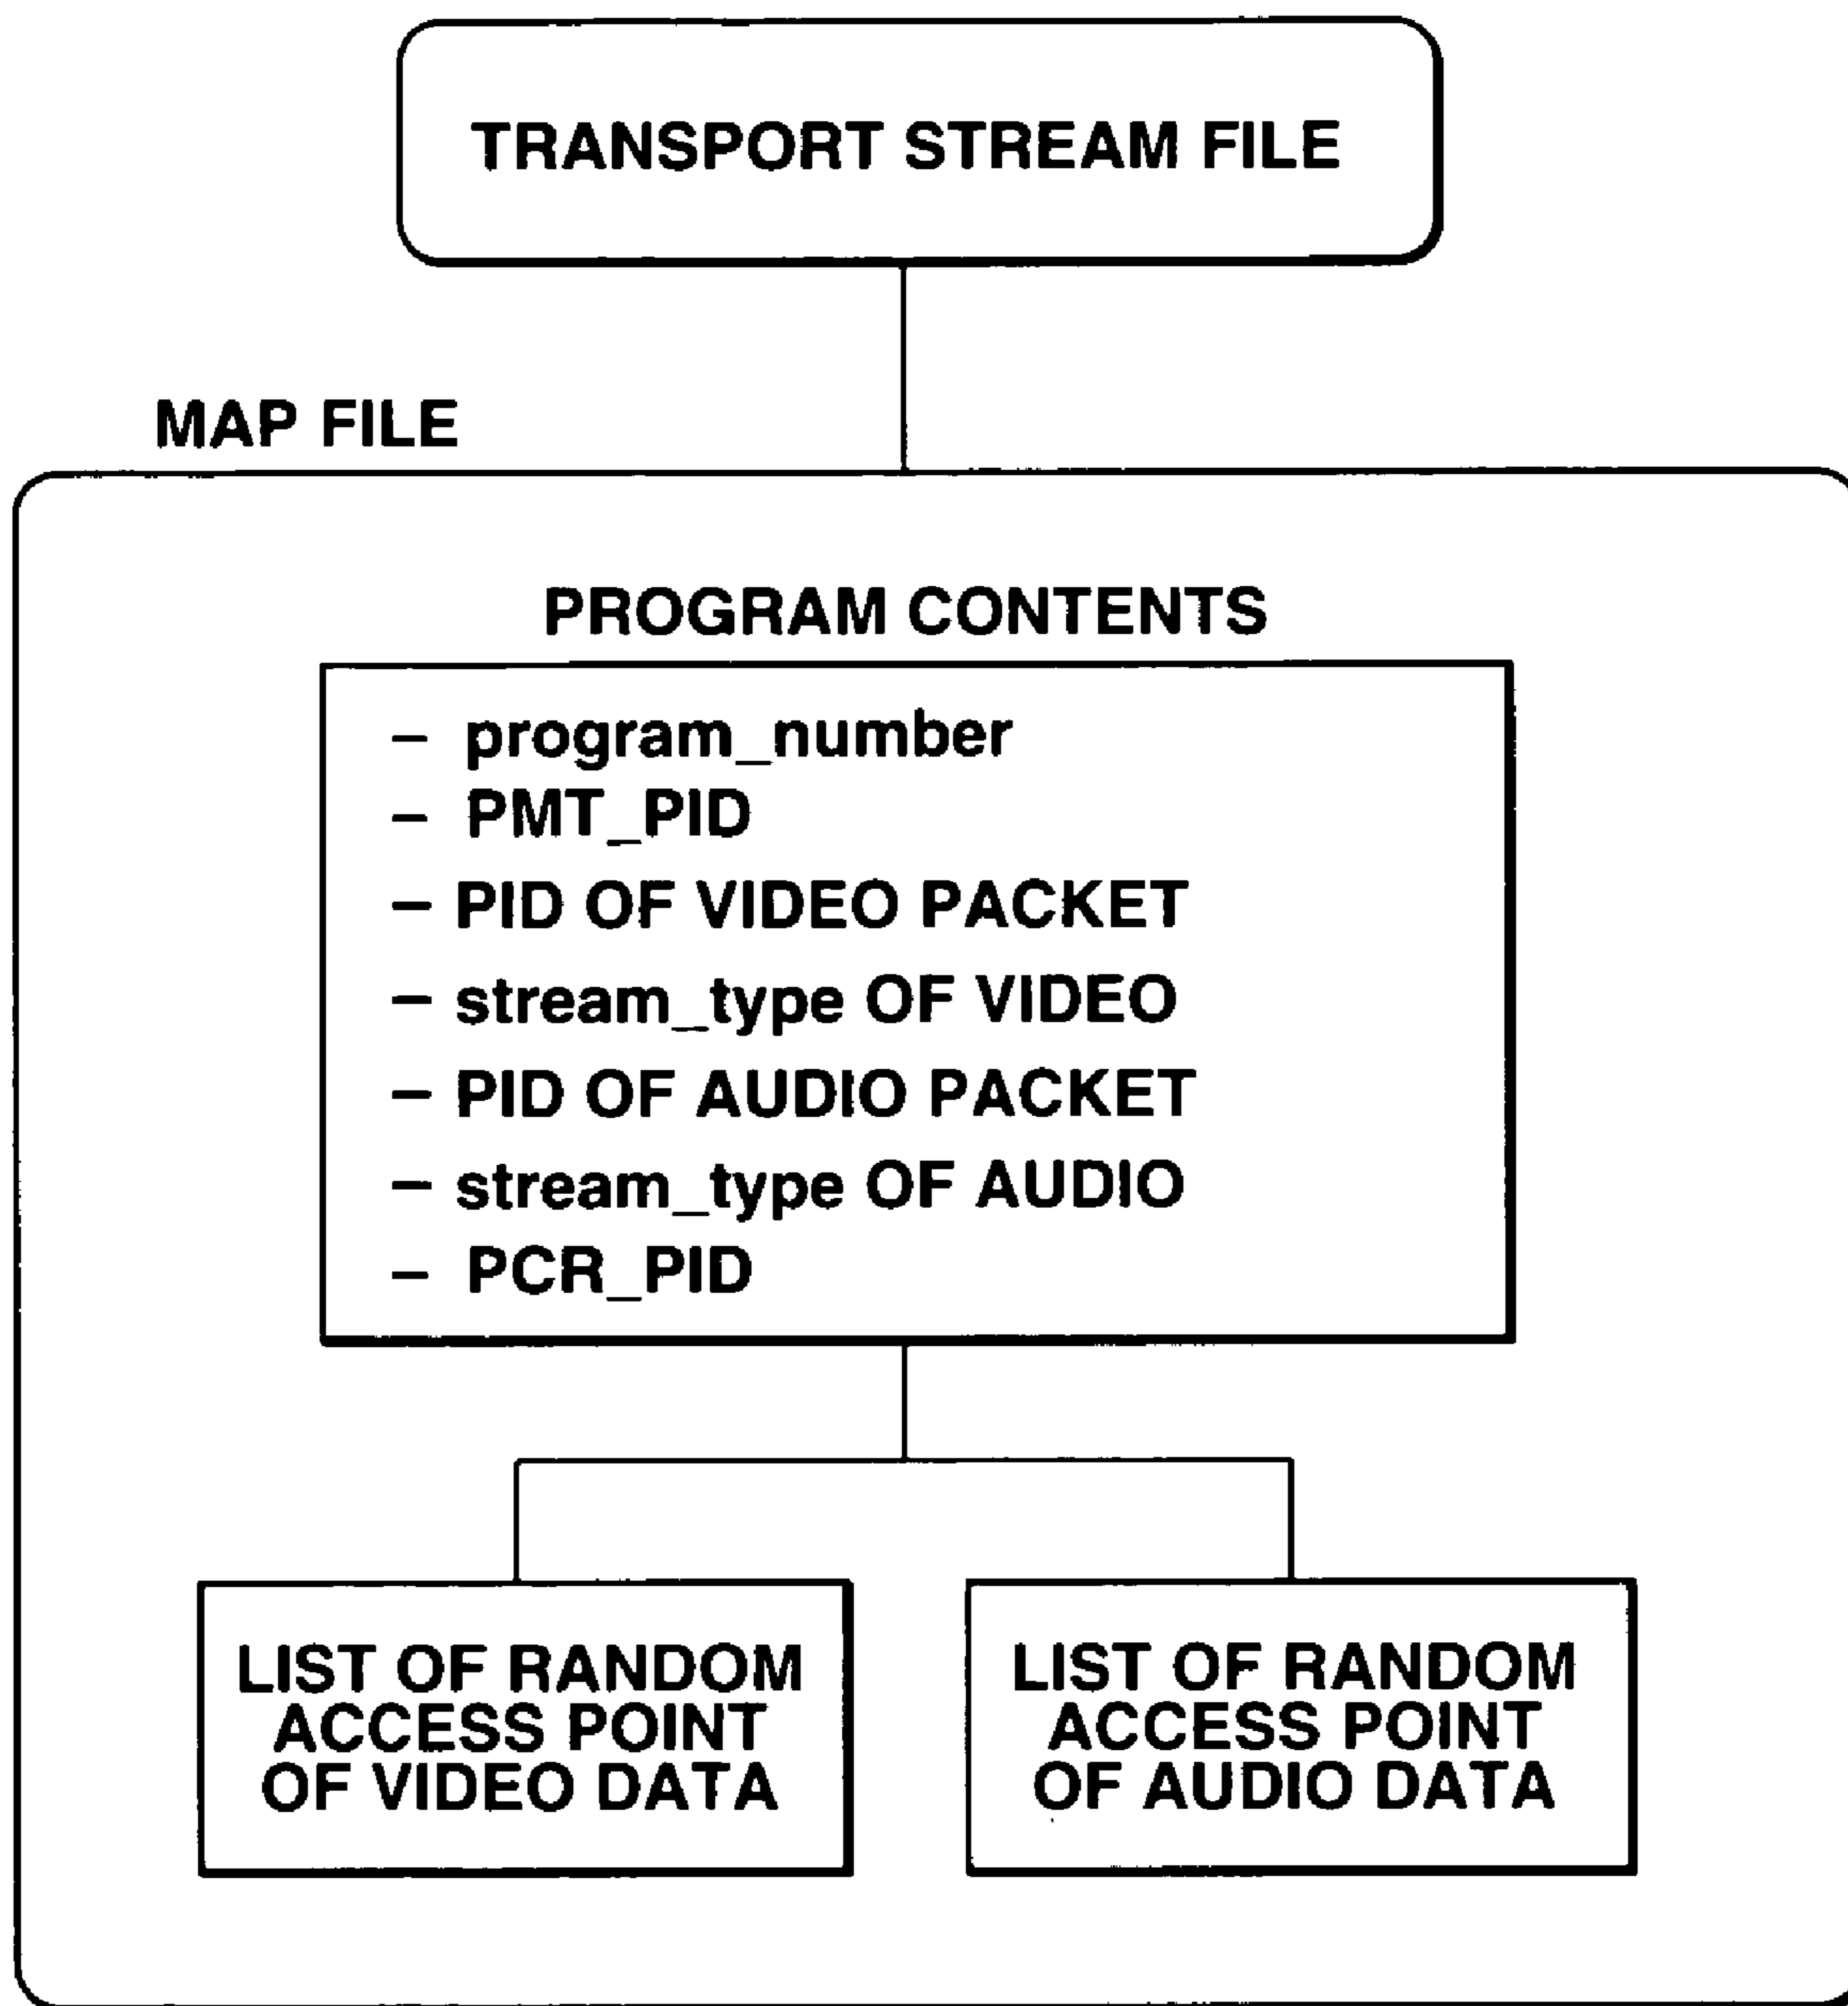 TRANSPORT STREAM FILE
MAP FILE
PROGRAM CONTENTS
– program_number
– PMT_PID
– PID OF VIDEO PACKET
– stream_type OF VIDEO
– PID OF AUDIO PACKET
– stream_type OF AUDIO
– PCR_PID
LIST OF RANDOM
ACCESS POINT
OF VIDEO DATA
LIST OF RANDOM
ACCESS POINT
OF AUDIO DATA